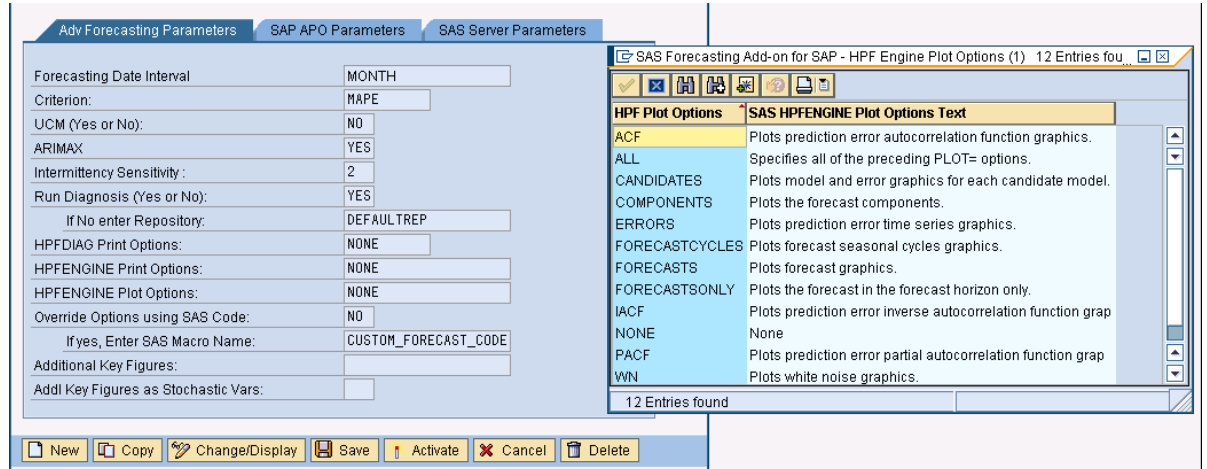 Adv Forecasting Parameters
SAP APO Parameters
SAS Server Parameters
Forecasting Date Interval MONTH
Criterion: MAPE
UCM (Yes or No): NO
ARIMAX YES
Intermittency Sensitivity : 2
Run Diagnosis (Yes or No): YES
If No enter Repository: DEFAULTREP
HPFDIAG Print Options: NONE
HPFENGINE Print Options: NONE
HPFENGINE Plot Options: NONE
Override Options using SAS Code: NO
If yes, Enter SAS Macro Name: CUSTOM_FORECAST_CODE
Additional Key Figures:
Addl Key Figures as Stochastic Vars:
New Copy Change/Display Save Activate Cancel Delete
SAS Forecasting Add-on for SAP - HPF Engine Plot Options (1) 12 Entries fou...
HPF Plot Options SAS HPFENGINE Plot Options Text
ACF Plots prediction error autocorrelation function graphics.
ALL Specifies all of the preceding PLOT= options.
CANDIDATES Plots model and error graphics for each candidate model.
COMPONENTS Plots the forecast components.
ERRORS Plots prediction error time series graphics.
FORECASTCYCLES Plots forecast seasonal cycles graphics.
FORECASTS Plots forecast graphics.
FORECASTSONLY Plots the forecast in the forecast horizon only.
IACF Plots prediction error inverse autocorrelation function grap
NONE None
PACF Plots prediction error partial autocorrelation function grap
WN Plots white noise graphics.
12 Entries found